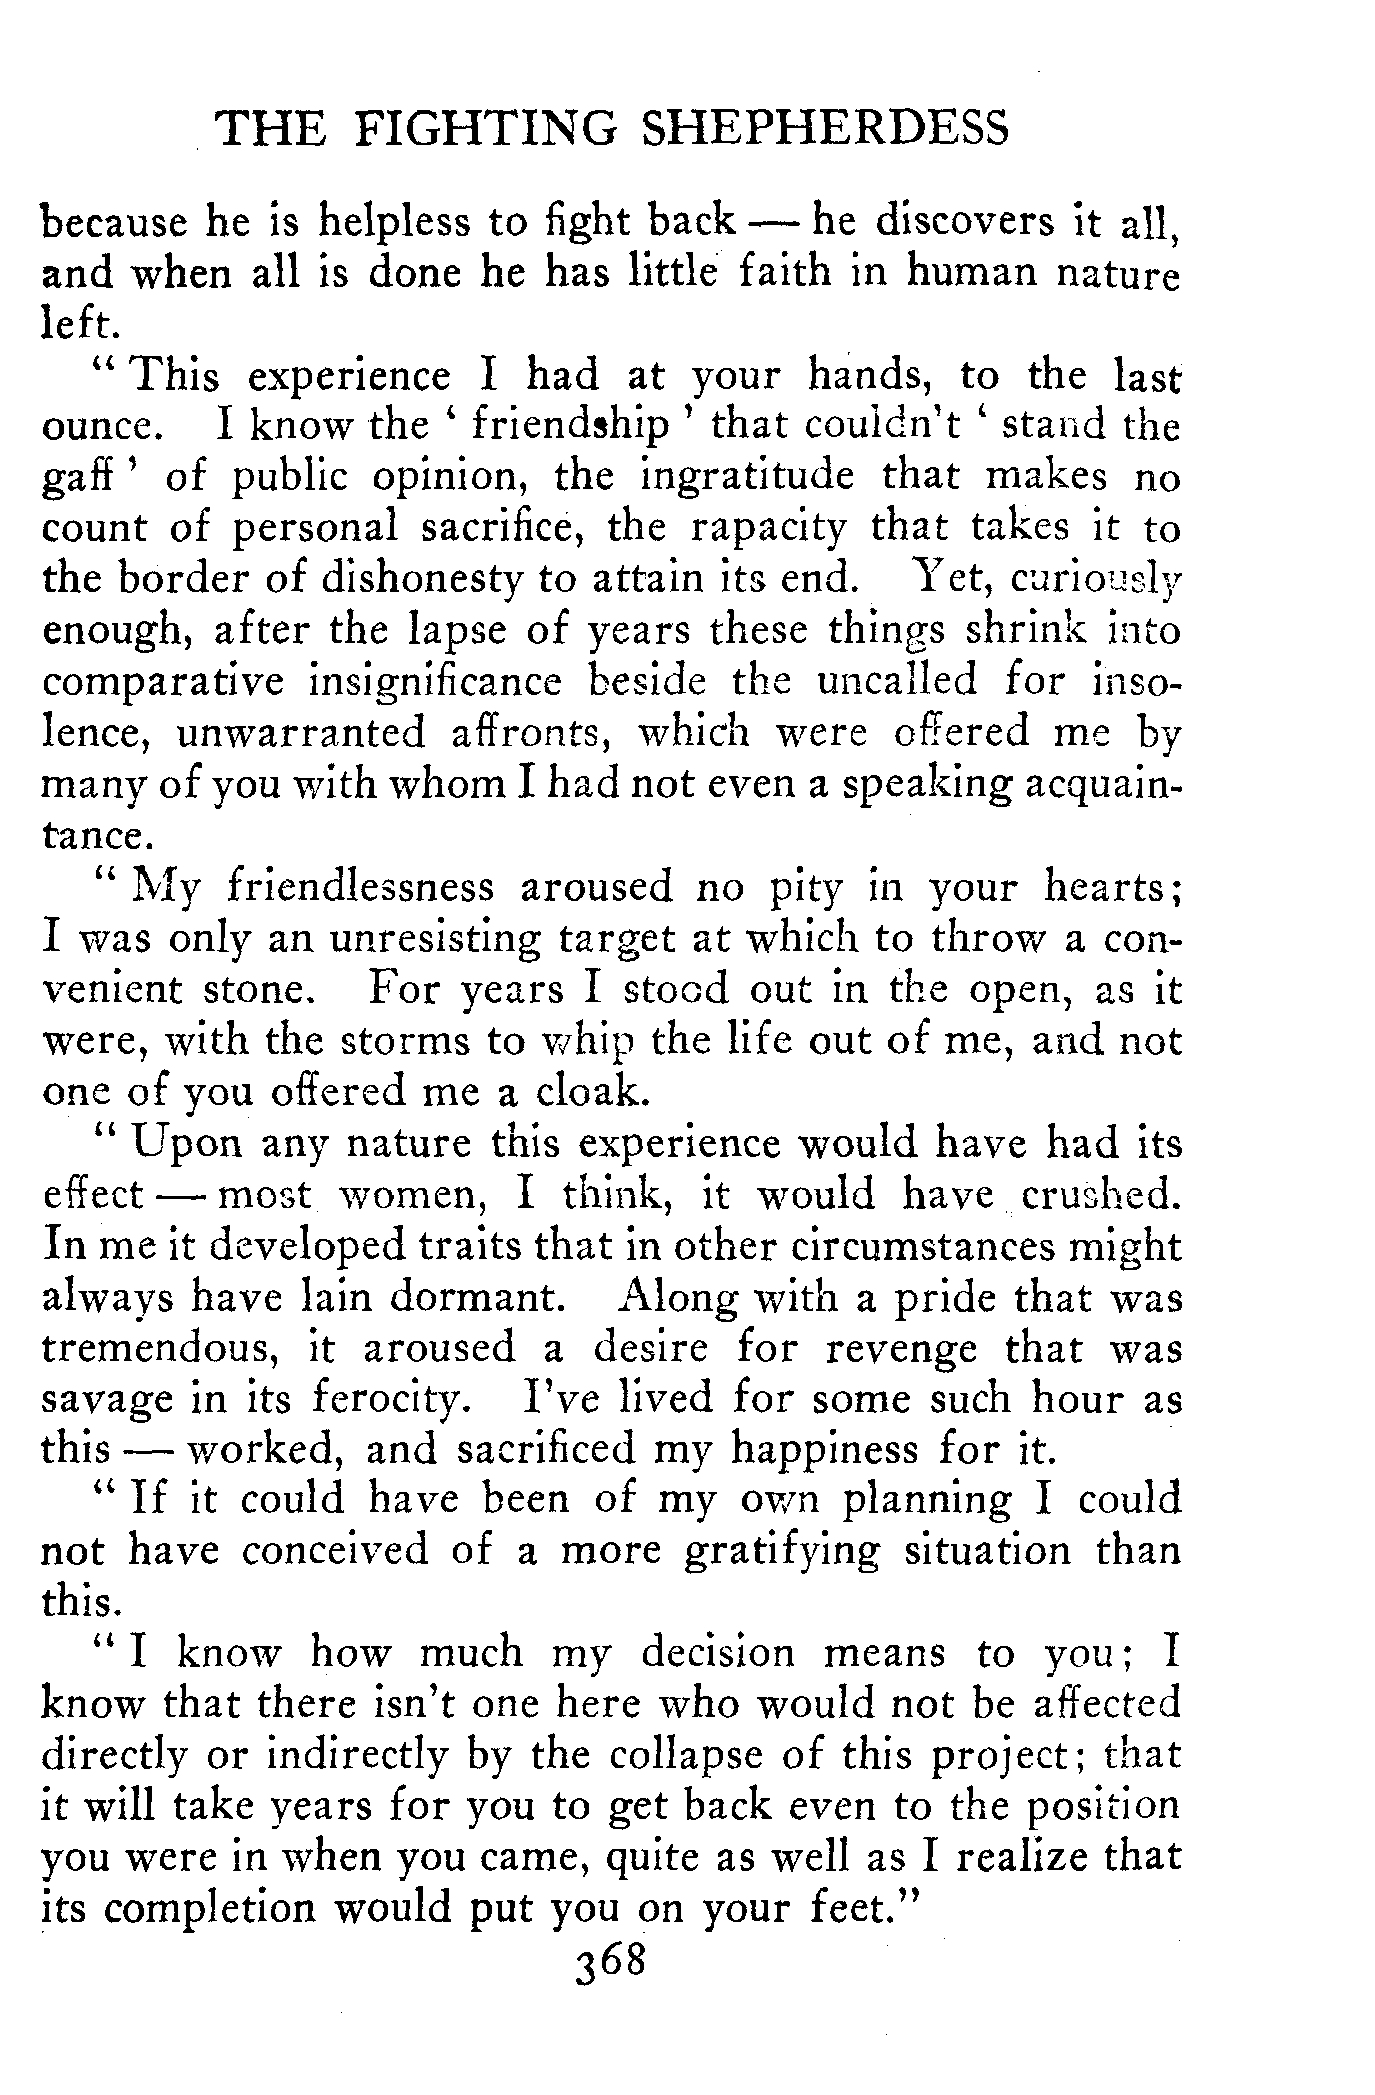 THE FIGHTING SHEPHERDESS
because he is helpless to fight back — he discovers it all,
and when all is done he has little faith in human nature
left.
“ This experience I had at your hands, to the last
ounce. I know the ‘ friendship ’ that couldn't ‘ stand the
gaff ’ of public opinion, the ingratitude that makes no
count of personal sacrifice, the rapacity that takes it to
the border of dishonesty to attain its end. Yet, curiously
enough, after the lapse of years these things shrink into
comparative insignificance beside the uncalled for inso-
lence, unwarranted affronts, which were offered me by
many of you with whom I had not even a speaking acquain-
tance.
“ My friendlessness aroused no pity in your hearts;
I was only an unresisting target at which to throw a con-
venient stone. For years I stood out in the open, as it
were, with the storms to whip the life out of me, and not
one of you offered me a cloak.
“ Upon any nature this experience would have had its
effect — most women, I think, it would have crushed.
In me it developed traits that in other circumstances might
always have lain dormant. Along with a pride that was
tremendous, it aroused a desire for revenge that was
savage in its ferocity. I've lived for some such hour as
this — worked, and sacrificed my happiness for it.
“ If it could have been of my own planning I could
not have conceived of a more gratifying situation than
this.
“ I know how much my decision means to you; I
know that there isn't one here who would not be affected
directly or indirectly by the collapse of this project; that
it will take years for you to get back even to the position
you were in when you came, quite as well as I realize that
its completion would put you on your feet.”
368